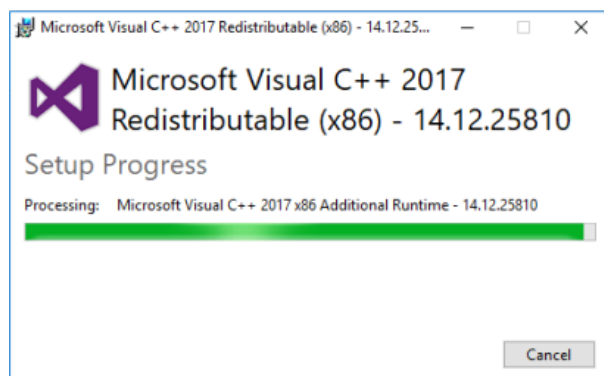 Microsoft Visual C++ 2017 Redistributable (x86) - 14.12.25...
Microsoft Visual C++ 2017
Redistributable (x86) - 14.12.25810
Setup Progress
Processing: Microsoft Visual C++ 2017 x86 Additional Runtime - 14.12.25810
Cancel